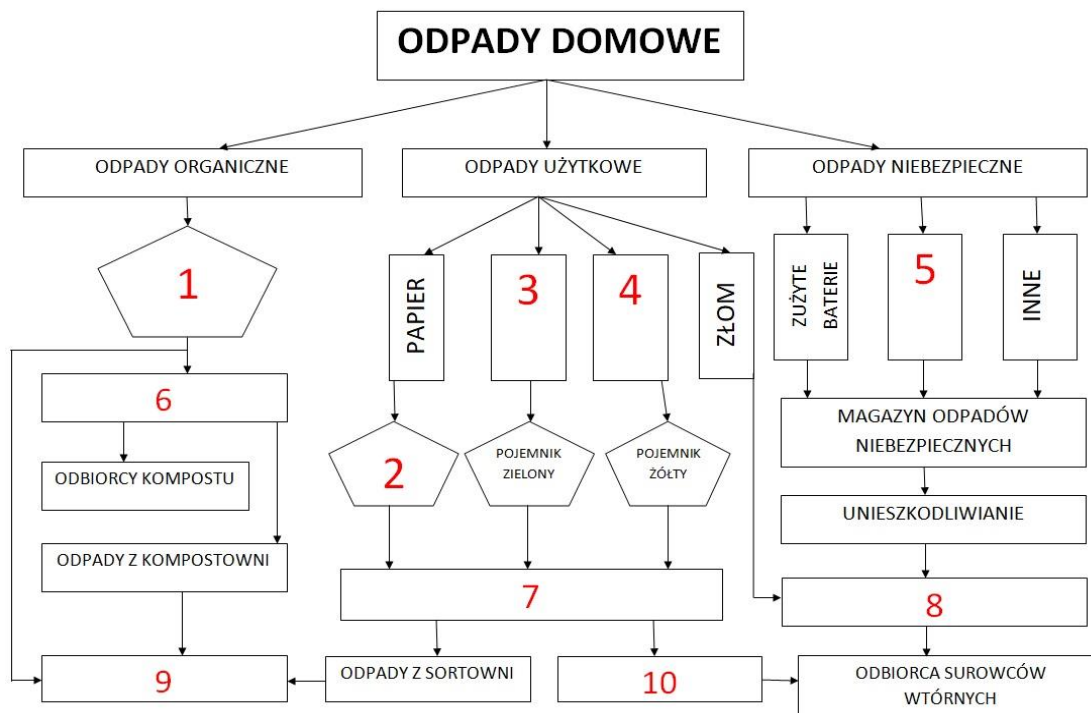 ODPADY DOMOWE
ODPADY ORGANICZNE
ODPADY UŻYTKOWE
ODPADY NIEBEZPIECZNE
1
PAPIER
3
4
ZŁOM
ZUŻYTE
BATERIE
5
INNE
6
2
POJEMNIK
ZIELONY
POJEMNIK
ŻÓŁTY
MAGAZYN ODPADÓW
NIEBEZPIECZNYCH
ODBIORCY KOMPOSTU
UNIESZKODLIWIANIE
ODPADY Z KOMPOSTOWNI
7
8
9
ODPADY Z SORTOWNI
10
ODBIORCA SUROWCÓW
WTÓRNYCH